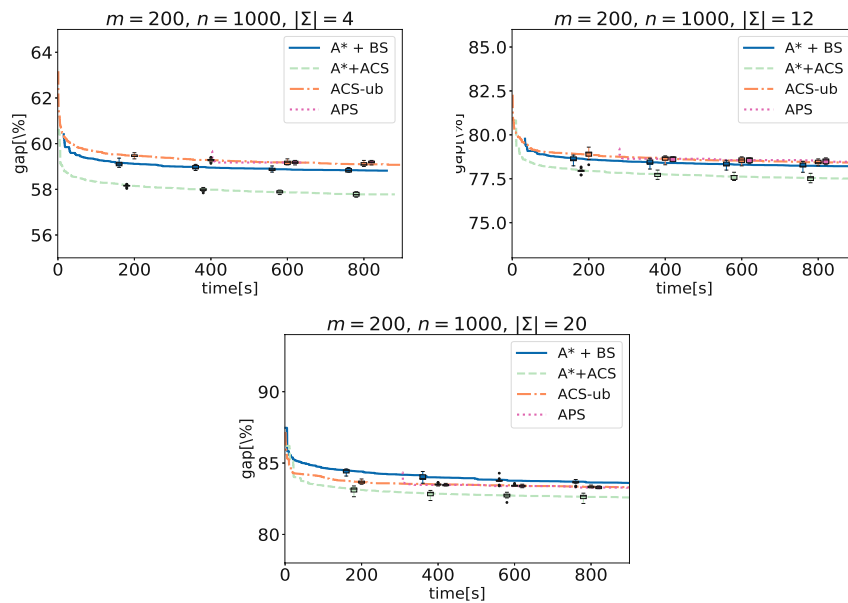 m = 200, n = 1000, |Σ| = 4
64
62
60
58
56
gap[\%]
0
200
400
600
800
time[s]
A* + BS
A*+ACS
ACS-ub
APS
m = 200, n = 1000, |Σ| = 12
85.0
82.5
80.0
77.5
75.0
gap[\%]
0
200
400
600
800
time[s]
A* + BS
A*+ACS
ACS-ub
APS
m = 200, n = 1000, |Σ| = 20
90
85
80
gap[\%]
0
200
400
600
800
time[s]
A* + BS
A*+ACS
ACS-ub
APS